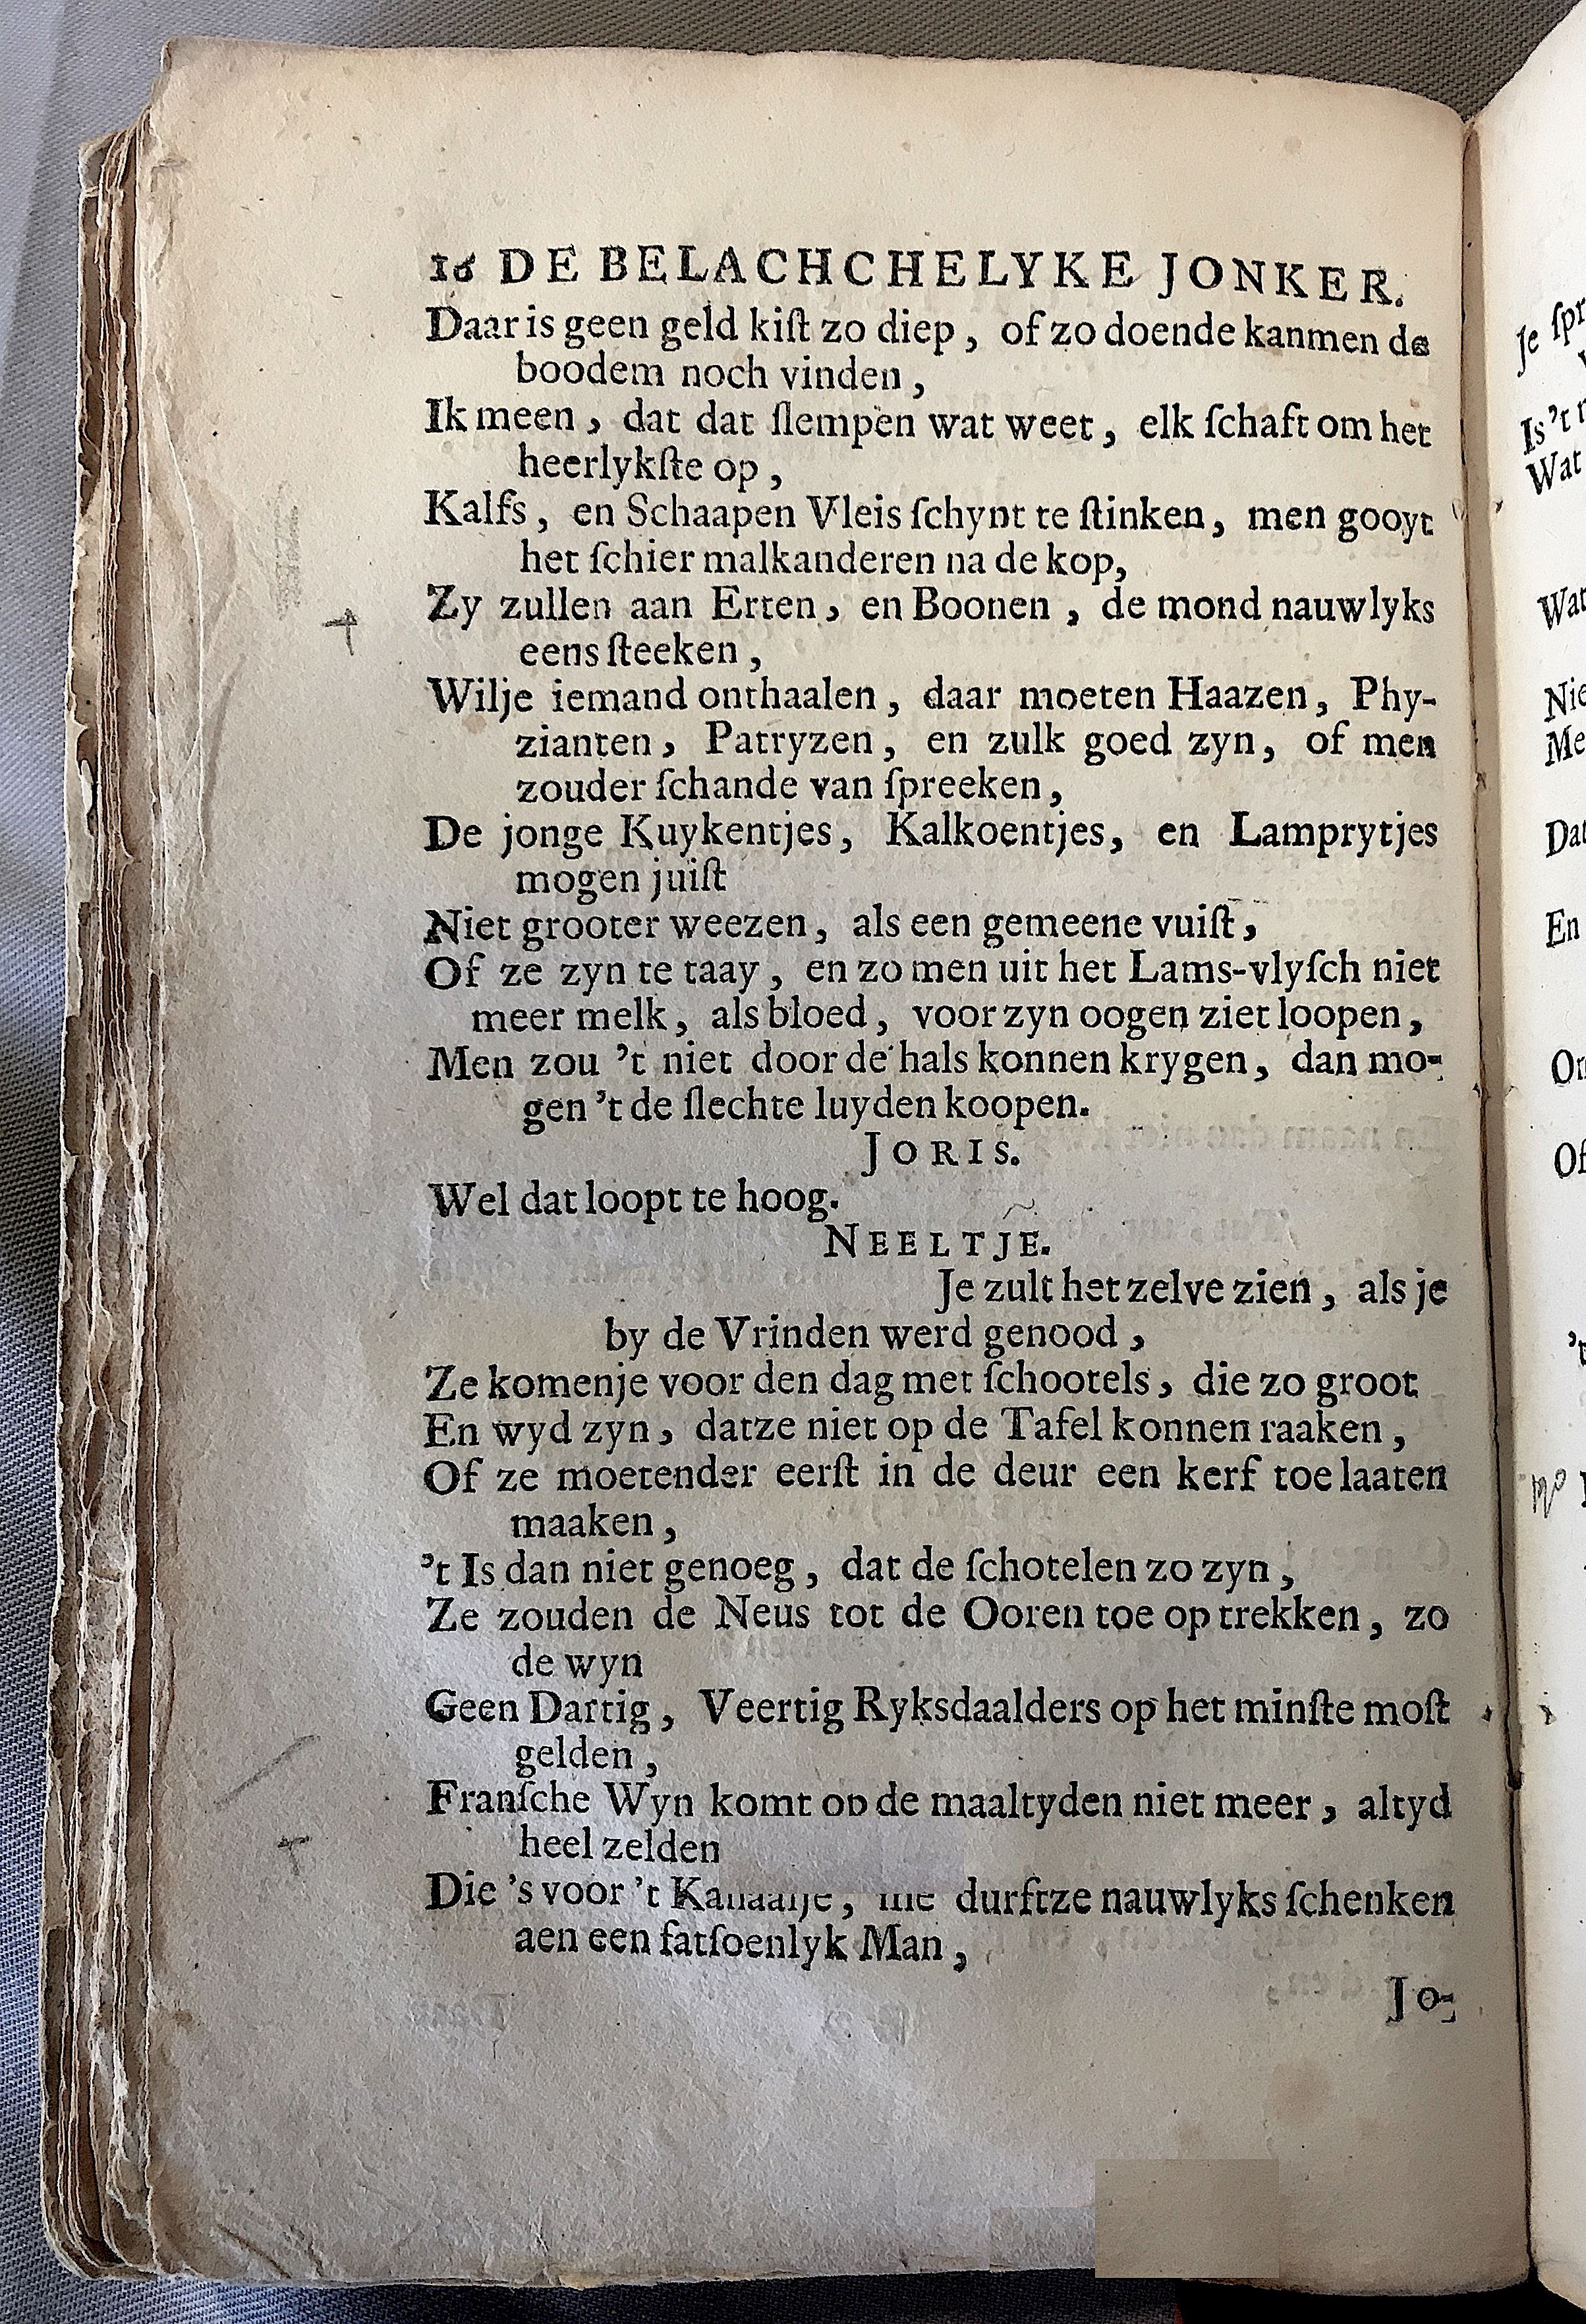 16 DE BELACHCHELYKE JONKER.
Daar is geen geld kiſt zo diep, of zo doende kanmen de
boodem noch vinden,
Ik meen, dat dat ſlempen wat weet, elk ſchaft om het
heerlykſte op,
Kalfs, en Schaapen Vleis ſchynt te ſtinken, men gooyt
het ſchier malkanderen na de kop,
Zy zullen aan Erten, en Boonen, de mond nauwlyks
eens ſteeken,
Wilje iemand onthaalen, daar moeten Haazen, Phy-
zianten, Patryzen, en zulk goed zyn, of men
zouder ſchande van ſpreeken,
De jonge Kuykentjes, Kalkoentjes, en Lamprytjes
mogen juiſt
Niet grooter weezen, als een gemeene vuiſt,
Of ze zyn te taay, en zo men uit het Lams-vlyſch niet
meer melk, als bloed, voor zyn oogen ziet loopen,
Men zou 't niet door de hals konnen krygen, dan mo-
gen 't de ſlechte luyden koopen.
JORIS.
Wel dat loopt te hoog.
NEELTJE.
Je zult het zelve zien, als je
by de Vrinden werd genood,
Ze komenje voor den dag met ſchootels, die zo groot
En wyd zyn, datze niet op de Tafel konnen raaken,
Of ze moetender eerſt in de deur een kerf toe laaten
maaken,
't Is dan niet genoeg, dat de ſchotelen zo zyn,
Ze zouden de Neus tot de Ooren toe op trekken, zo
de wyn
Geen Dartig, Veertig Ryksdaalders op het minſte moſt
gelden,
Franſche Wyn komt op de maaltyden niet meer, altyd
heel zelden
Die 's voor 't Kanaalje, durftze nauwlyks ſchenken
aen een fatſoenlyk Man,
Jo-
Je
Is 't
Wat
Wat
Nie
Me
Dat
En
Of